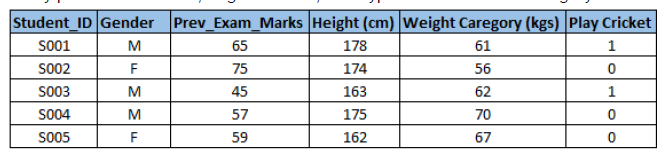 Student_ID Gender Prev_Exam_Marks Height (cm) Weight Caregory (kgs) Play Cricket
S001 M 65 178 61 1
S002 F 75 174 56 0
S003 M 45 163 62 1
S004 M 57 175 70 0
S005 F 59 162 67 0